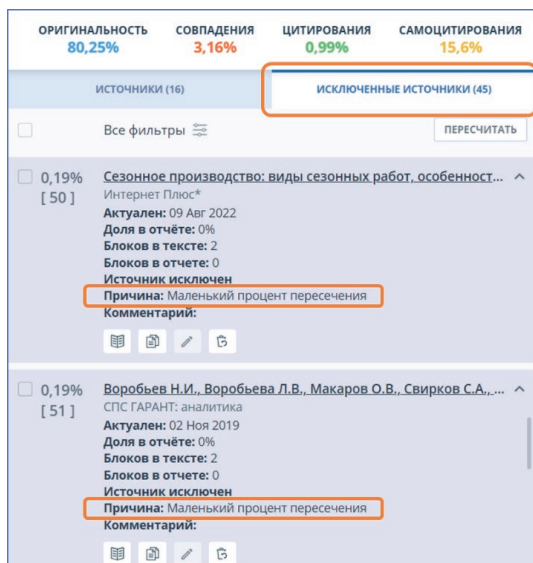 ОРИГИНАЛЬНОСТЬ СОВПАДЕНИЯ ЦИТИРОВАНИЯ САМОЦИТИРОВАНИЯ
80,25% 3,16% 0,99% 15,6%
ИСТОЧНИКИ (16) ИСКЛЮЧЕННЫЕ ИСТОЧНИКИ (45)
Все фильтры ПЕРЕСЧИТАТЬ
0,19% Сезонное производство: виды сезонных работ, особенност...
[ 50 ] Интернет Плюс*
Актуален: 09 Авг 2022
Доля в отчёте: 0%
Блоков в тексте: 2
Блоков в отчете: 0
Источник исключен
Причина: Маленький процент пересечения
Комментарий:
0,19% Воробьев Н.И., Воробьева Л.В., Макаров О.В., Свирков С.А., ...
[ 51 ] СПС ГАРАНТ: аналитика
Актуален: 02 Ноя 2019
Доля в отчёте: 0%
Блоков в тексте: 2
Блоков в отчете: 0
Источник исключен
Причина: Маленький процент пересечения
Комментарий: